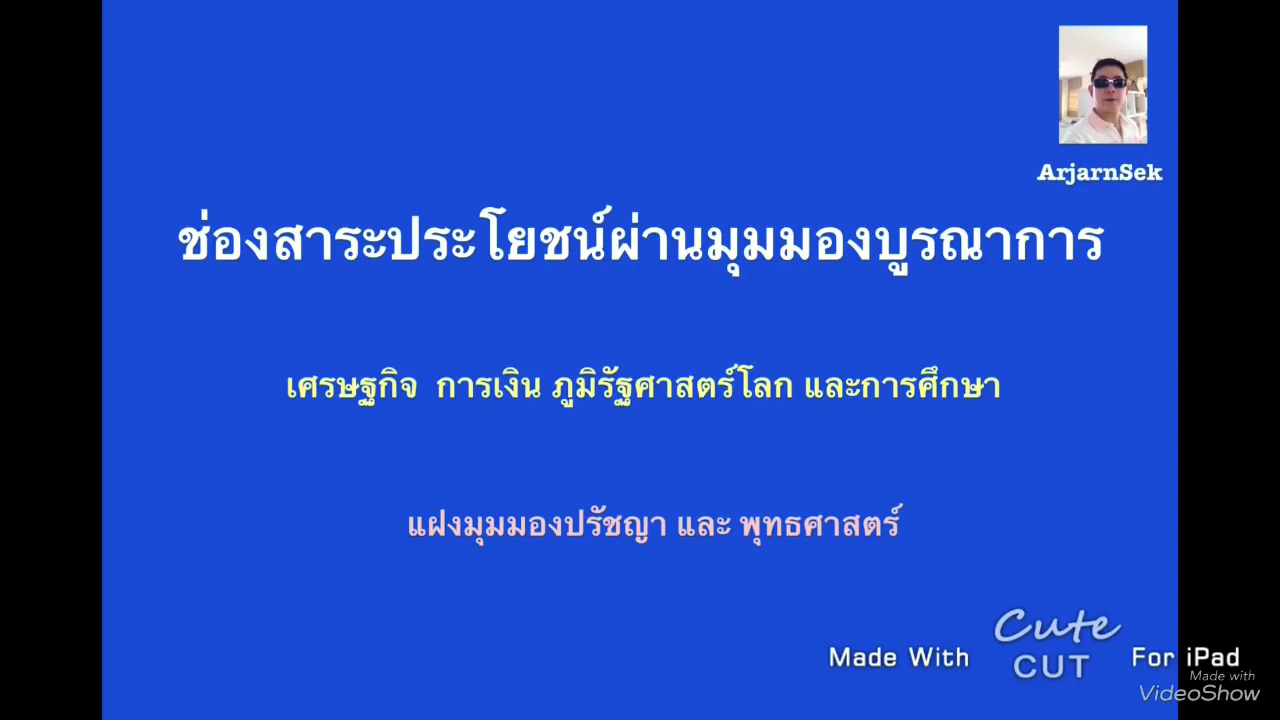 ArjarnSek
ช่องสาระประโยชน์ผ่านมุมมองบูรณาการ
เศรษฐกิจ การเงิน ภูมิรัฐศาสตร์โลก และการศึกษา
แฝงมุมมองปรัชญา และ พุทธศาสตร์
Made With Cute CUT For iPad
Made with
VideoShow